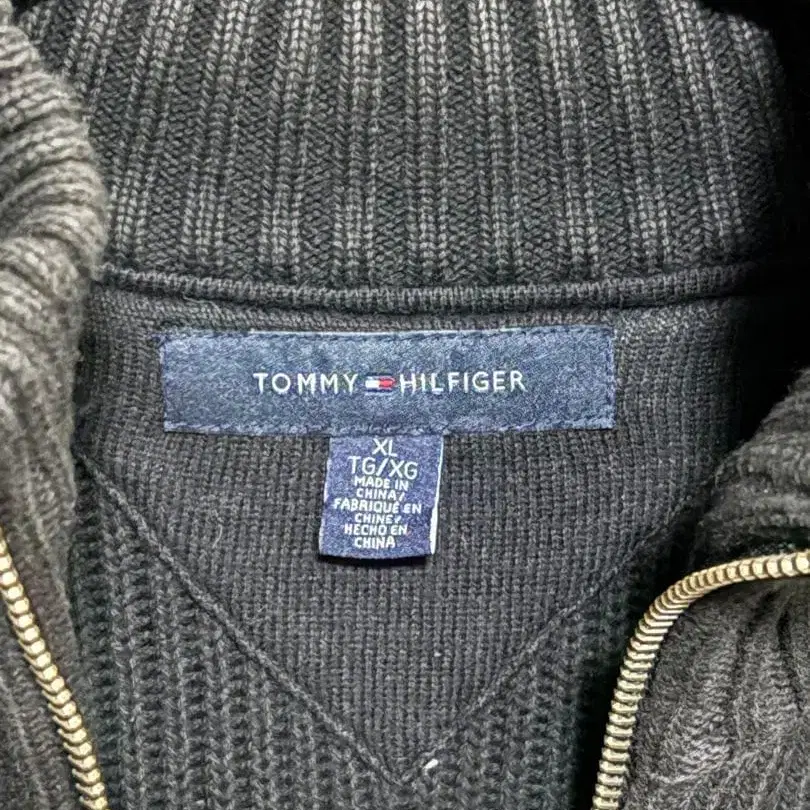 TOMMY HILFIGER
XL
TG/XG
MADE IN
CHINA/
FABRIQUÉ EN
CHINE/
HECHO EN
CHINA